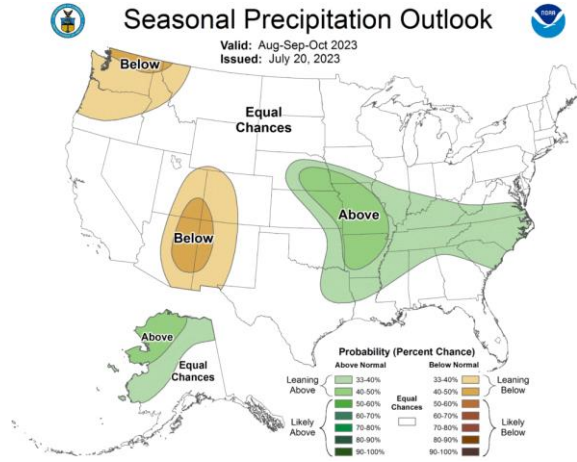 Seasonal Precipitation Outlook
Valid: Aug-Sep-Oct 2023
Issued: July 20, 2023
NOAA
Below
Equal
Chances
Above
Below
Above
Equal
Chances
Probability (Percent Chance)
Above Normal
Below Normal
Leaning
Above
33-40%
40-50%
Likely
Above
50-60%
60-70%
70-80%
80-90%
90-100%
Equal
Chances
33-40%
40-50%
Leaning
Below
50-60%
60-70%
70-80%
80-90%
90-100%
Likely
Below